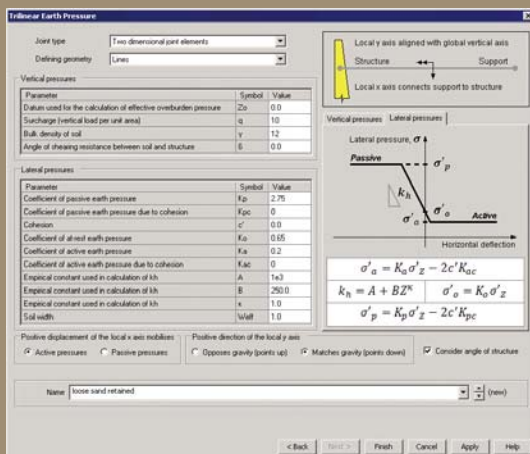 Trilinear Earth Pressure
Joint type Two dimensional joint elements
Defining geometry Lines
Vertical pressures
Parameter Symbol Value
Datum used for the calculation of effective overburden pressure Zo 0.0
Surcharge (vertical load per unit area) q 10
Bulk density of soil γ 12
Angle of shearing resistance between soil and structure δ 0.0
Lateral pressures
Parameter Symbol Value
Coefficient of passive earth pressure Kp 2.75
Coefficient of passive earth pressure due to cohesion Kpc 0
Cohesion c' 0.0
Coefficient of at-rest earth pressure Ko 0.65
Coefficient of active earth pressure Ka 0.2
Coefficient of active earth pressure due to cohesion Kac 0
Empirical constant used in calculation of kh A 1e3
Empirical constant used in calculation of kh B 250.0
Empirical constant used in calculation of kh κ 1.0
Soil width Weff 1.0
Local y axis aligned with global vertical axis
Structure Support
Local x axis connects support to structure
Vertical pressures Lateral pressures
Lateral pressure, σ
Passive σ'p
kh
σ'o
σ'a Active
Horizontal deflection
σ'a = Kaσ'Z − 2c'Kac
kh = A + BZ^κ σ'o = Koσ'Z
σ'p = Kpσ'Z − 2c'Kpc
Positive displacement of the local x axis mobilises
Active pressures Passive pressures
Positive direction of the local y axis
Opposes gravity (points up) Matches gravity (points down)
Consider angle of structure
Name loose sand retained (new)
< Back Next > Finish Cancel Apply Help